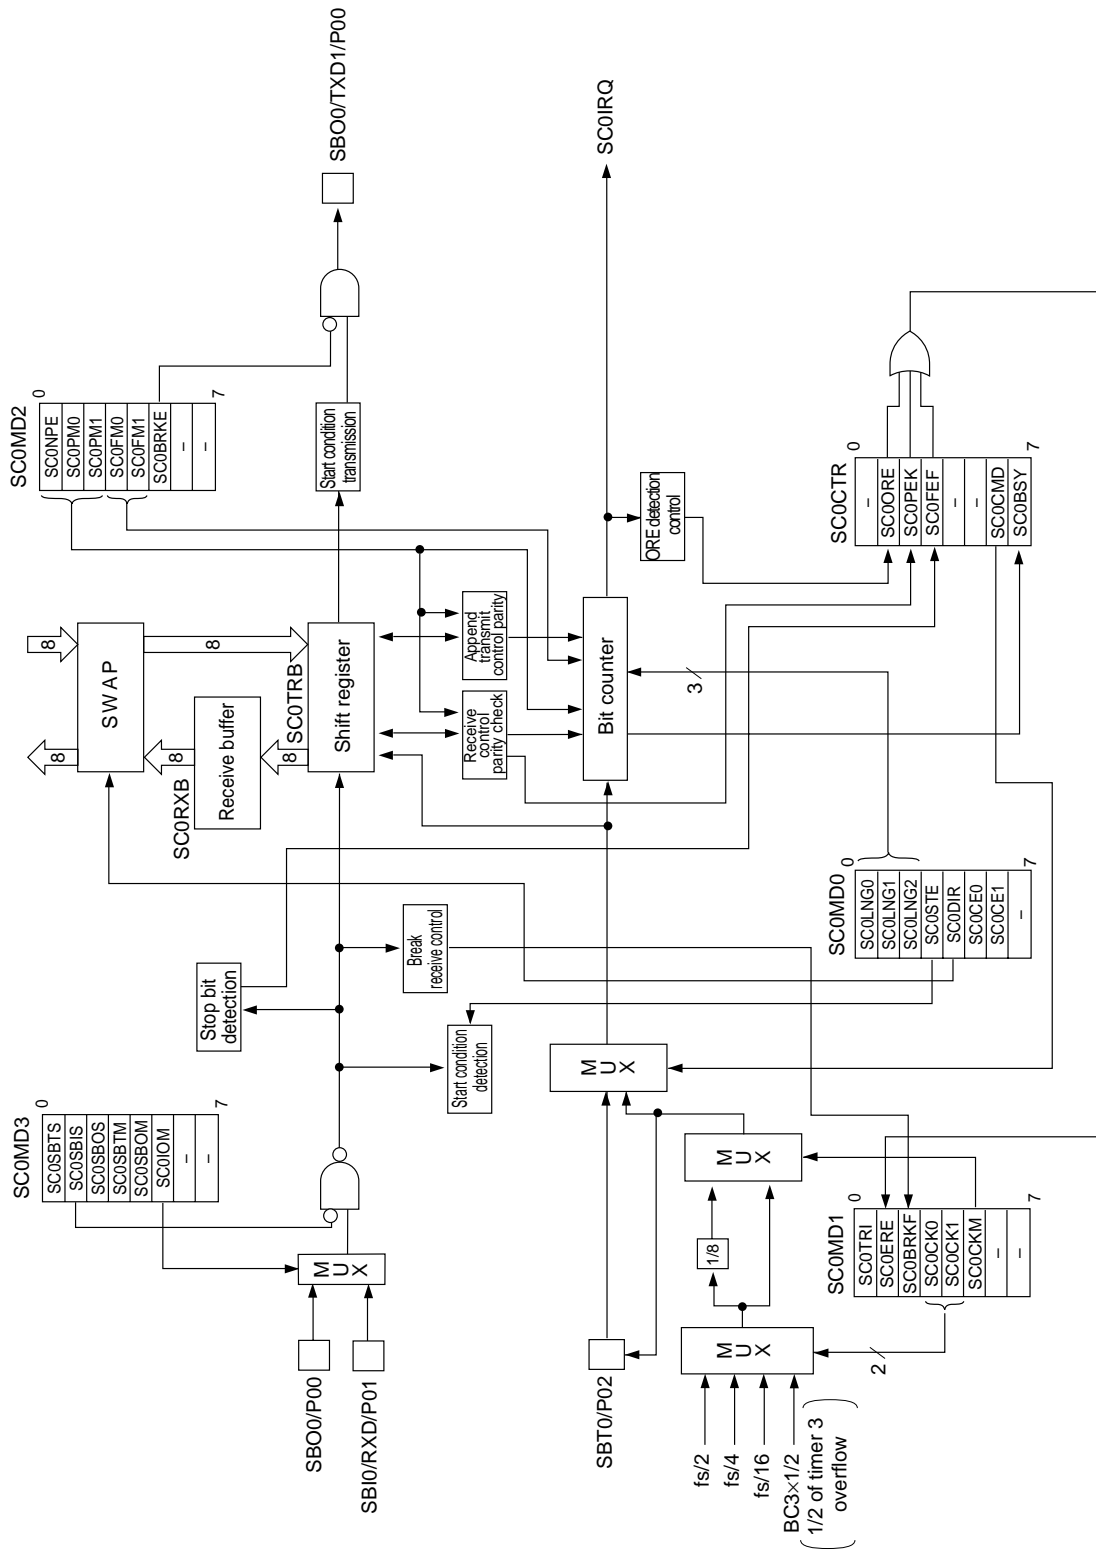 SC0MD3
0
SC0SBTS
SC0SBIS
SC0SBOS
SC0SBTM
SC0SBOM
SC0IOM
–
–
7
SBO0/P00
SBI0/RXD/P01
M
U
X
Stop bit
detection
Start condition
detection
Break
receive control
SC0RXB
Receive buffer
8
8
8
SWAP
8
8
SC0TRB
Shift register
Receive
control
parity check
Append
transmit
control parity
SC0MD2
0
SC0NPE
SC0PM0
SC0PM1
SC0FM0
SC0FM1
SC0BRKE
–
–
7
Start condition
transmission
SBO0/TXD1/P00
SBT0/P02
M
U
X
Bit counter
3
ORE detection
control
SC0IRQ
fs/2
fs/4
fs/16
BC3×1/2
1/2 of timer 3
overflow
M
U
X
2
1/8
M
U
X
SC0MD1
0
SC0TRI
SC0ERE
SC0BRKF
SC0CK0
SC0CK1
SC0CKM
–
–
7
SC0MD0
0
SC0LNG0
SC0LNG1
SC0LNG2
SC0STE
SC0DIR
SC0CE0
SC0CE1
–
7
SC0CTR
0
–
SC0ORE
SC0PEK
SC0FEF
–
–
SC0CMD
SC0BSY
7